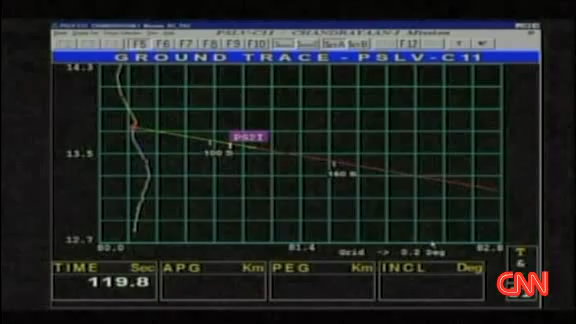 PSLV-C11 CHANDRAYAAN-1 Mission
F5 F6 F7 F8 F9 F10 F12
GROUND TRACE - PSLV-C11
14.3
PS2I
100 S
13.5
160 S
12.7
80.0 81.4 82.8
Grid -> 0.2 Deg
TIME Sec APG Km PEG Km INCL Deg
119.8
T
&
CNN